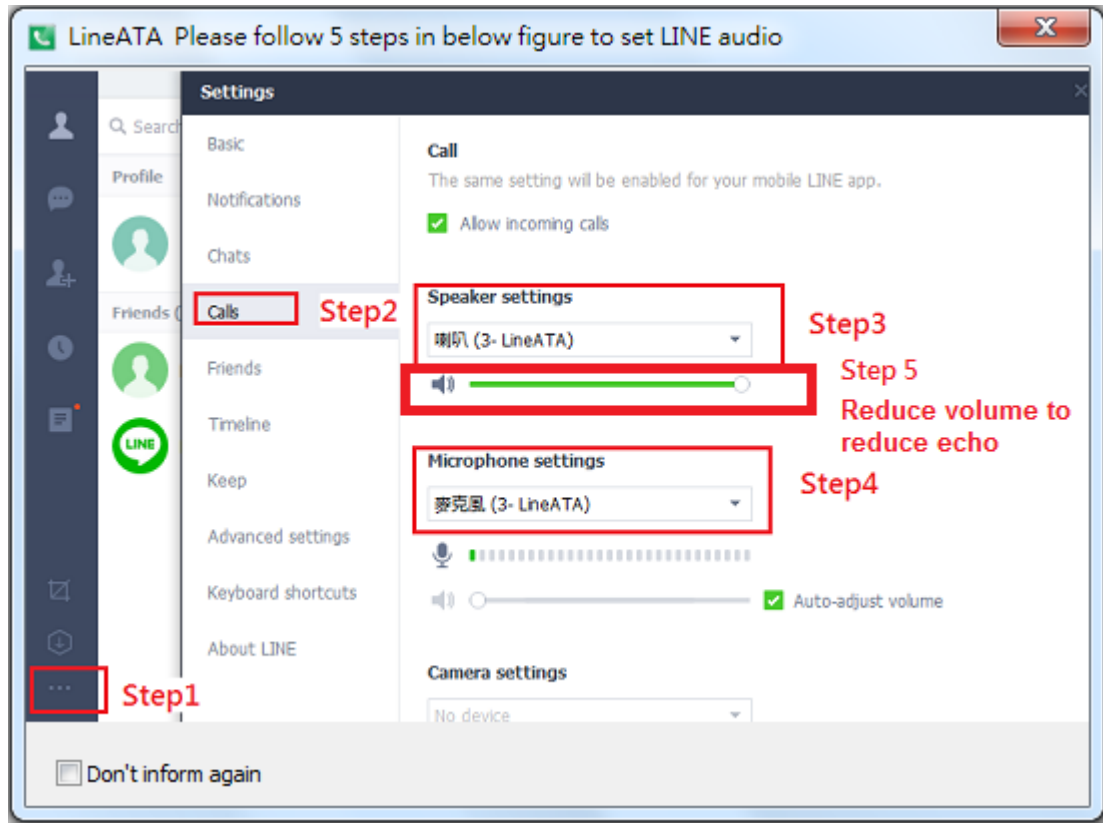 LineATA Please follow 5 steps in below figure to set LINE audio
Settings
Search
Profile
Friends (
LINE
Basic
Notifications
Chats
Calls
Step2
Friends
Timeline
Keep
Advanced settings
Keyboard shortcuts
About LINE
Step1
Call
The same setting will be enabled for your mobile LINE app.
Allow incoming calls
Speaker settings
喇叭 (3- LineATA)
Step3
Step 5
Reduce volume to
reduce echo
Microphone settings
麥克風 (3- LineATA)
Step4
Auto-adjust volume
Camera settings
No device
Don't inform again